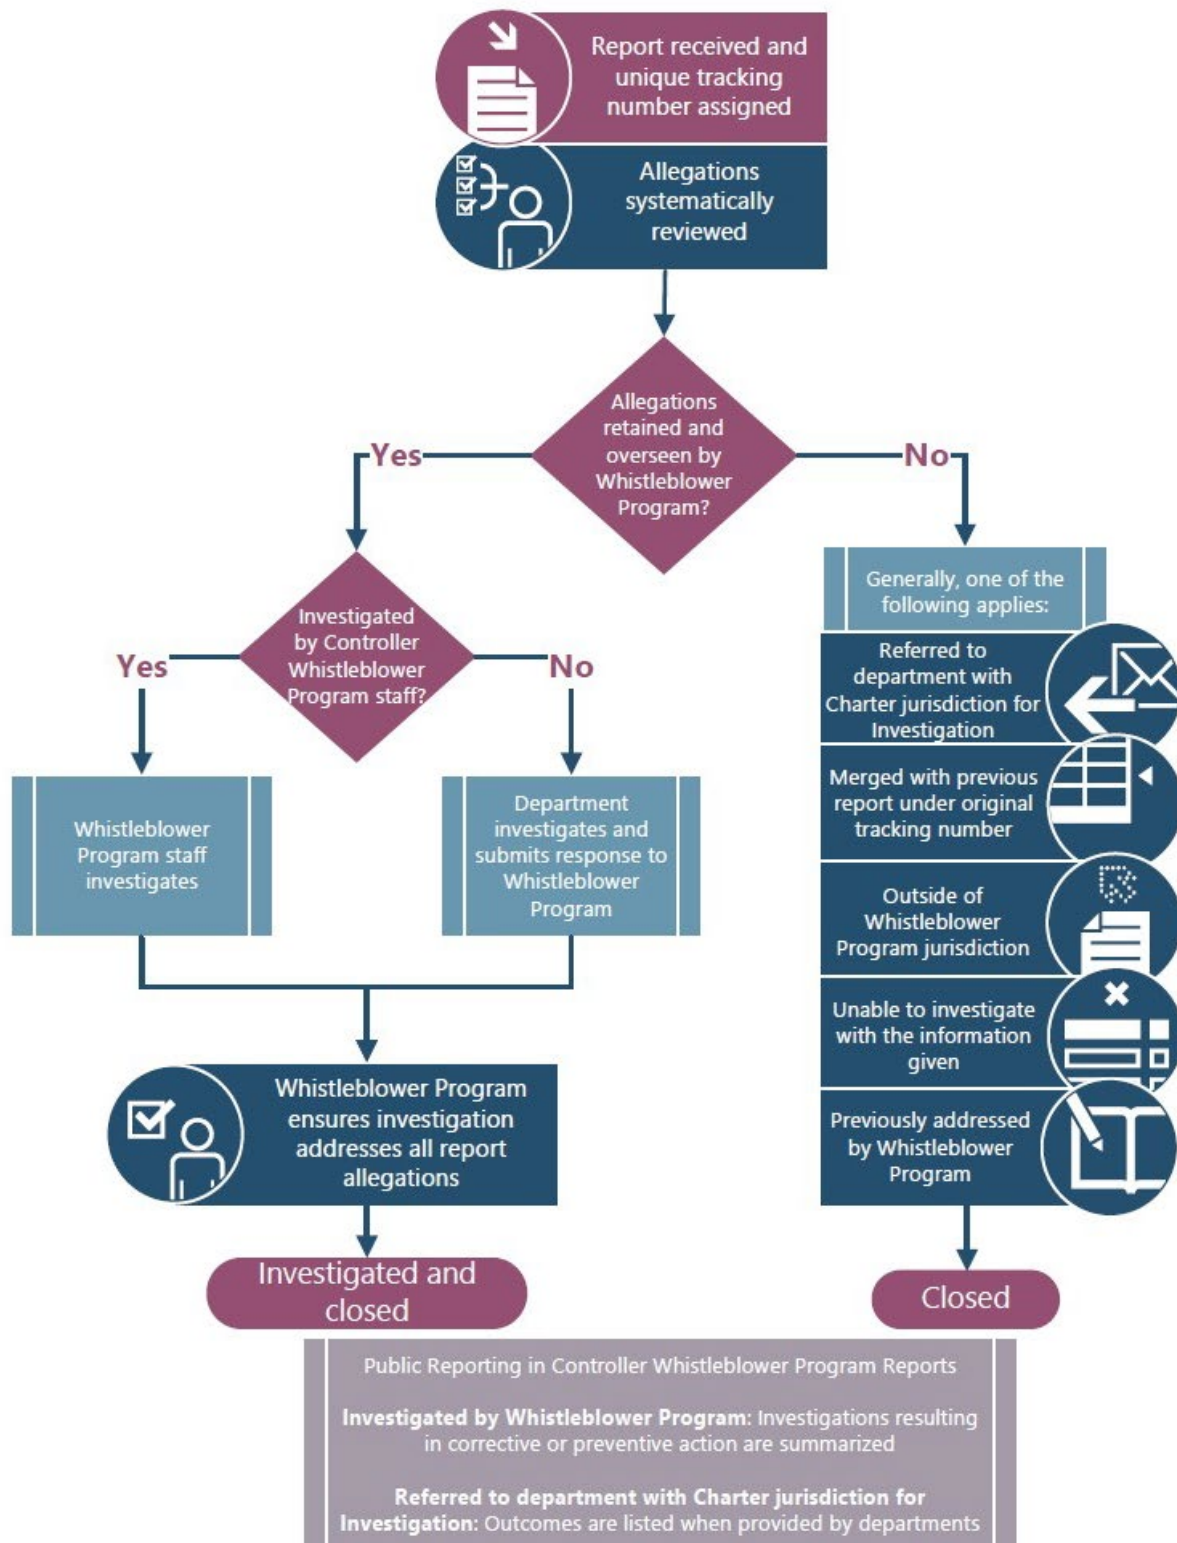 Report received and
unique tracking
number assigned
Allegations
systematically
reviewed
Allegations
retained and
overseen by
Whistleblower
Program?
Yes
No
Investigated
by Controller
Whistleblower
Program staff?
Yes
No
Whistleblower
Program staff
investigates
Department
investigates and
submits response to
Whistleblower
Program
Whistleblower Program
ensures investigation
addresses all report
allegations
Investigated and
closed
Generally, one of the
following applies:
Referred to
department with
Charter jurisdiction for
Investigation
Merged with previous
report under original
tracking number
Outside of
Whistleblower
Program jurisdiction
Unable to investigate
with the information
given
Previously addressed
by Whistleblower
Program
Closed
Public Reporting in Controller Whistleblower Program Reports
Investigated by Whistleblower Program: Investigations resulting
in corrective or preventive action are summarized
Referred to department with Charter jurisdiction for
Investigation: Outcomes are listed when provided by departments